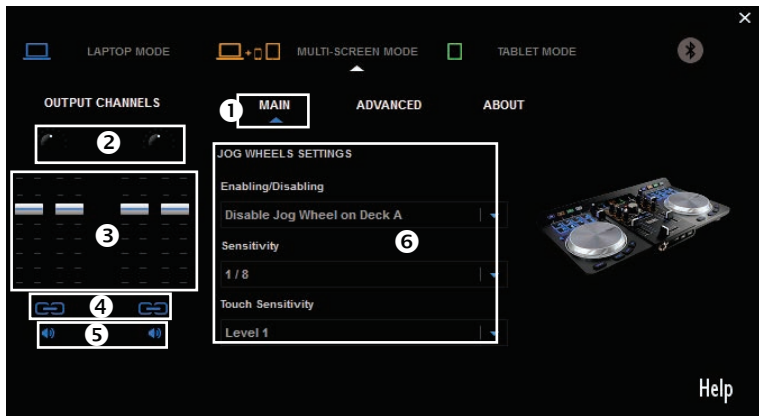 ×
LAPTOP MODE
MULTI-SCREEN MODE
TABLET MODE
OUTPUT CHANNELS
1
MAIN
ADVANCED
ABOUT
2
JOG WHEELS SETTINGS
Enabling/Disabling
Disable Jog Wheel on Deck A
3
6
Sensitivity
1 / 8
4
Touch Sensitivity
5
Level 1
Help